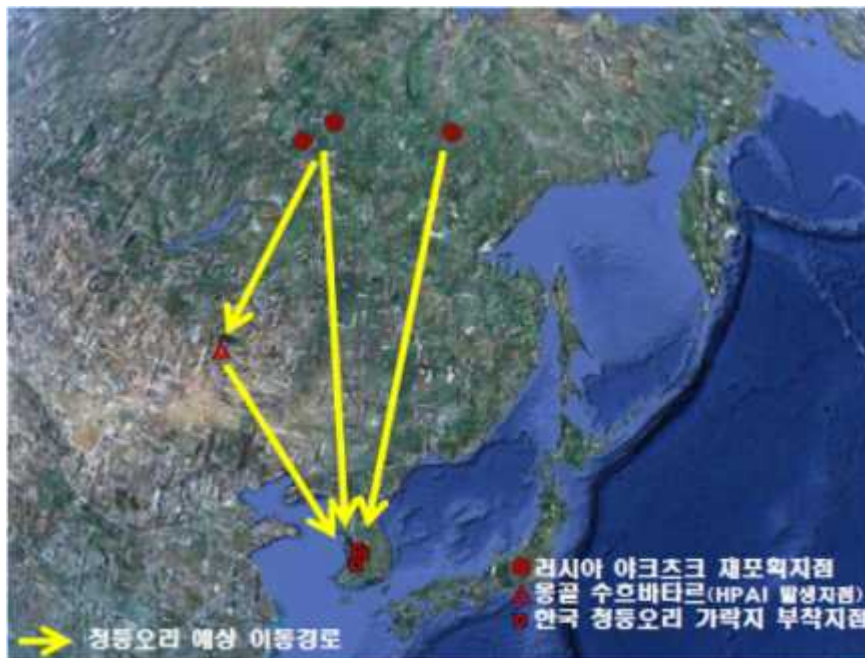 러시아 야크츠크 재포획지점
몽골 수흐바타르(HPAI 발생지점)
한국 청둥오리 가락지 부착지점
청둥오리 예상 이동경로